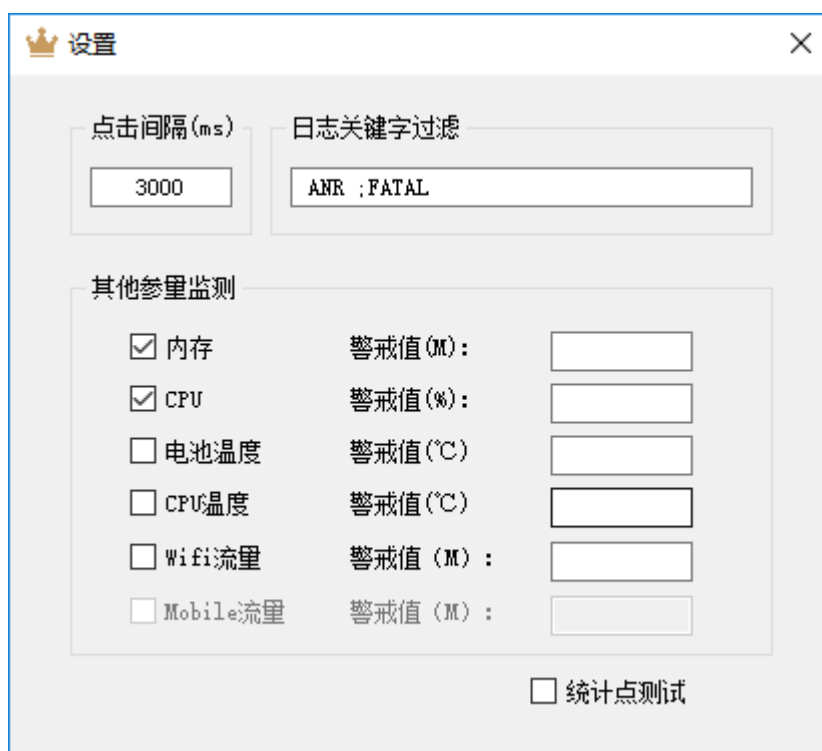 设置
点击间隔(ms)
日志关键字过滤
3000
ANR ;FATAL
其他参量监测
内存 警戒值(M):
CPU 警戒值(%):
电池温度 警戒值(℃)
CPU温度 警戒值(℃)
Wifi流量 警戒值 (M) :
Mobile流量 警戒值 (M) :
统计点测试